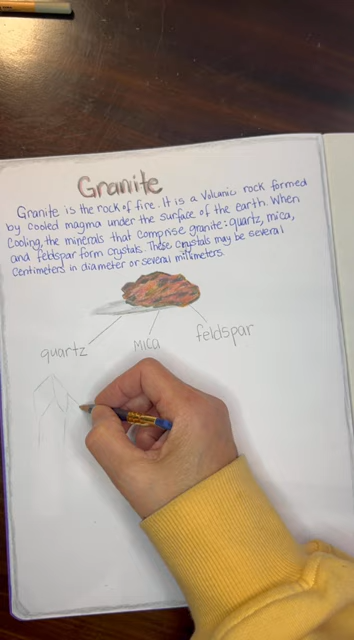 Granite
Granite is the rock of fire. It is a Volcanic rock formed
by cooled magma under the surface of the earth. When
Cooling, the minerals that comprise granite: quartz, mica,
and feldspar form crystals. These crystals may be several
Centimeters in diameter or several milimeters.
quartz
mica
feldspar